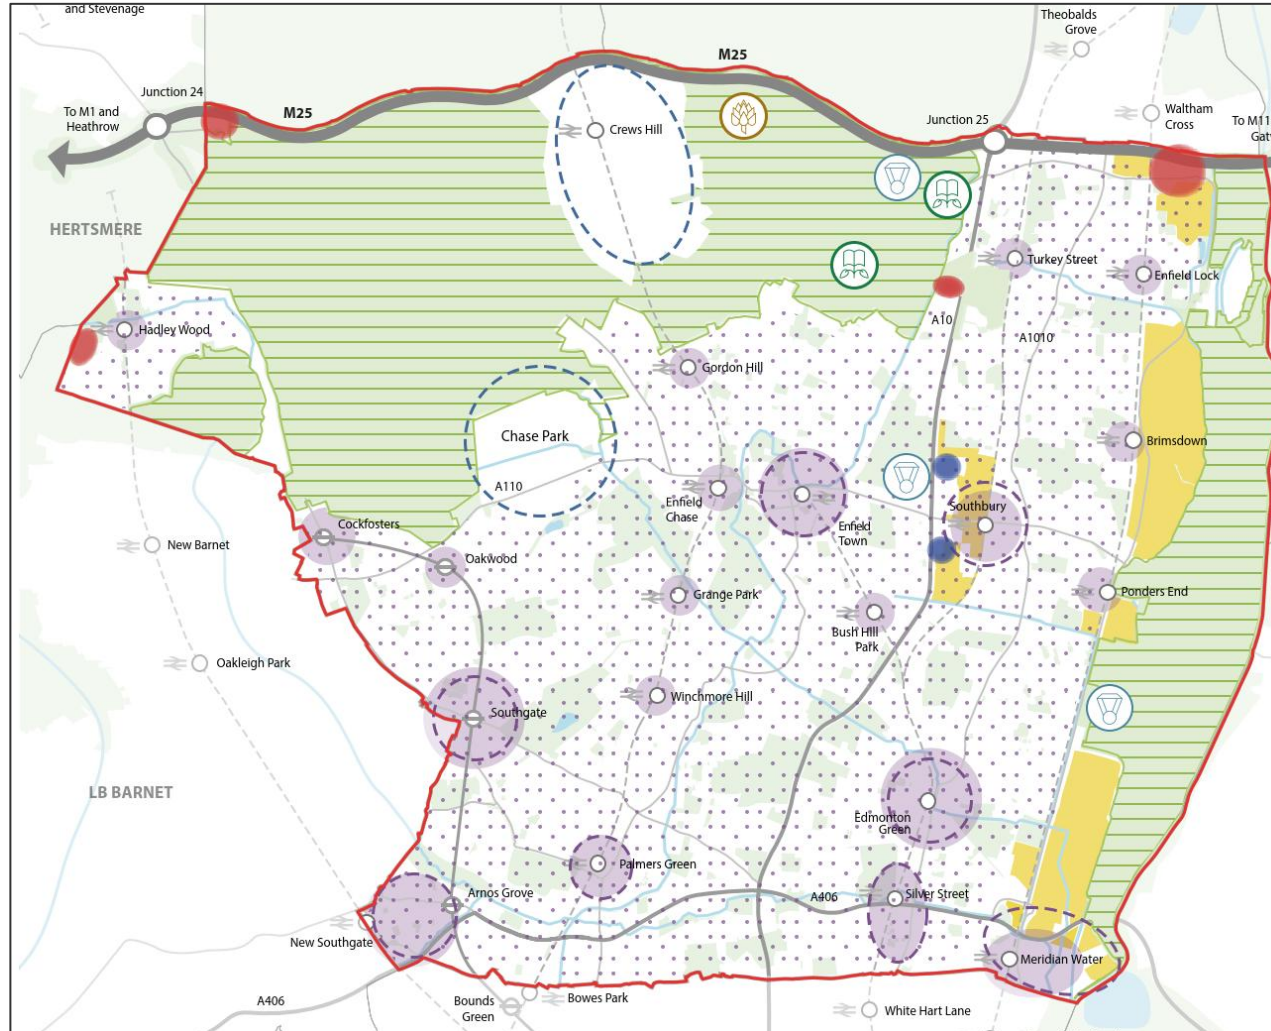 and Stevenage
Theobalds
Grove
M25
Junction 24
To M1 and
Heathrow
M25
Crews Hill
Junction 25
Waltham
Cross
To M11
Gat
HERTSMERE
Turkey Street
Enfield Lock
Hadley Wood
A10
A1010
Gordon Hill
Chase Park
Brimsdown
A110
Enfield
Chase
Southbury
Enfield
Town
Cockfosters
New Barnet
Oakwood
Grange Park
Ponders End
Bush Hill
Park
Oakleigh Park
Winchmore Hill
Southgate
LB BARNET
Edmonton
Green
Palmers Green
Arnos Grove
A406
Silver Street
New Southgate
Meridian Water
A406
Bounds
Green
Bowes Park
White Hart Lane